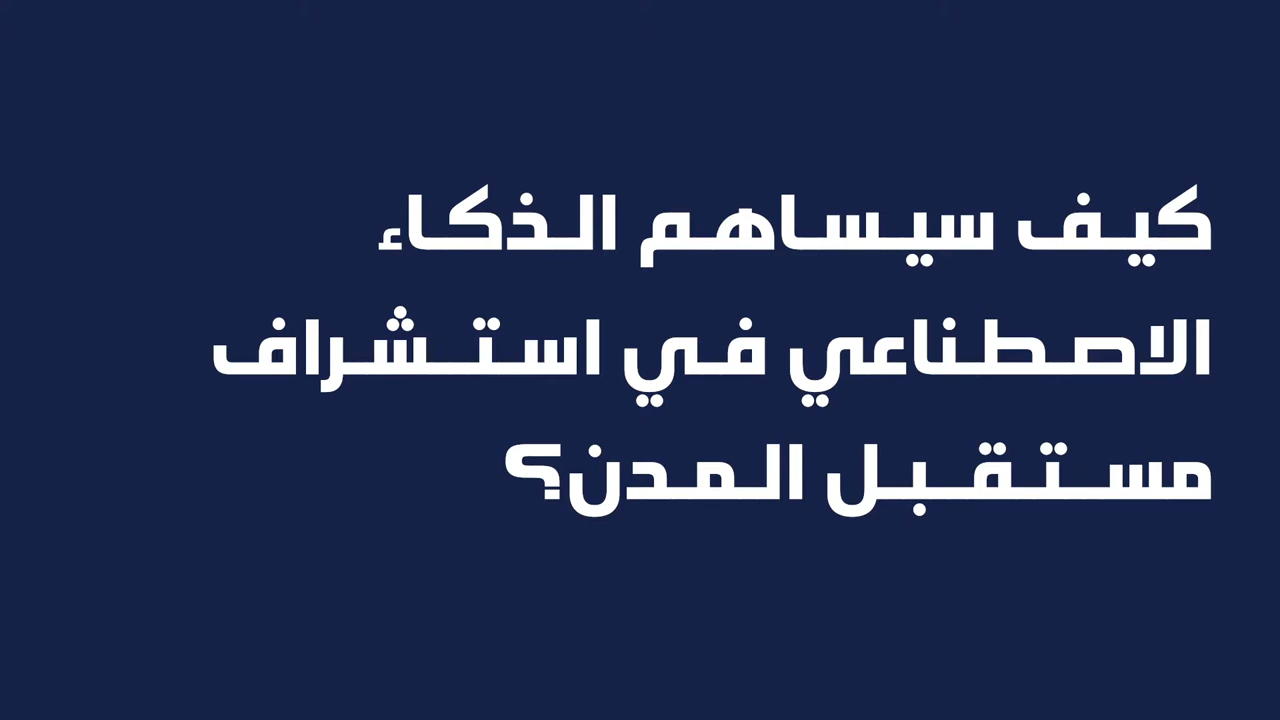 كيف سيساهم الذكاء
الاصطناعي في استشراف
مستقبل المدن؟